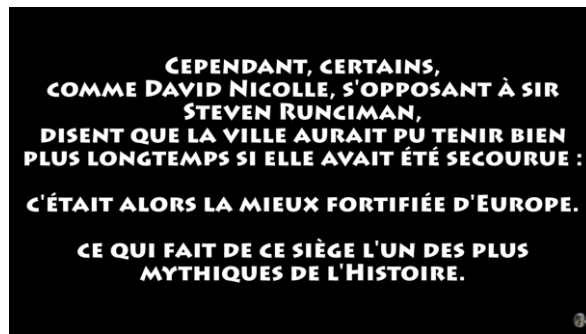 Cependant, certains,
comme David Nicolle, s'opposant à sir
Steven Runciman,
disent que la ville aurait pu tenir bien
plus longtemps si elle avait été secourue :
c'était alors la mieux fortifiée d'Europe.
ce qui fait de ce siège l'un des plus
mythiques de l'Histoire.